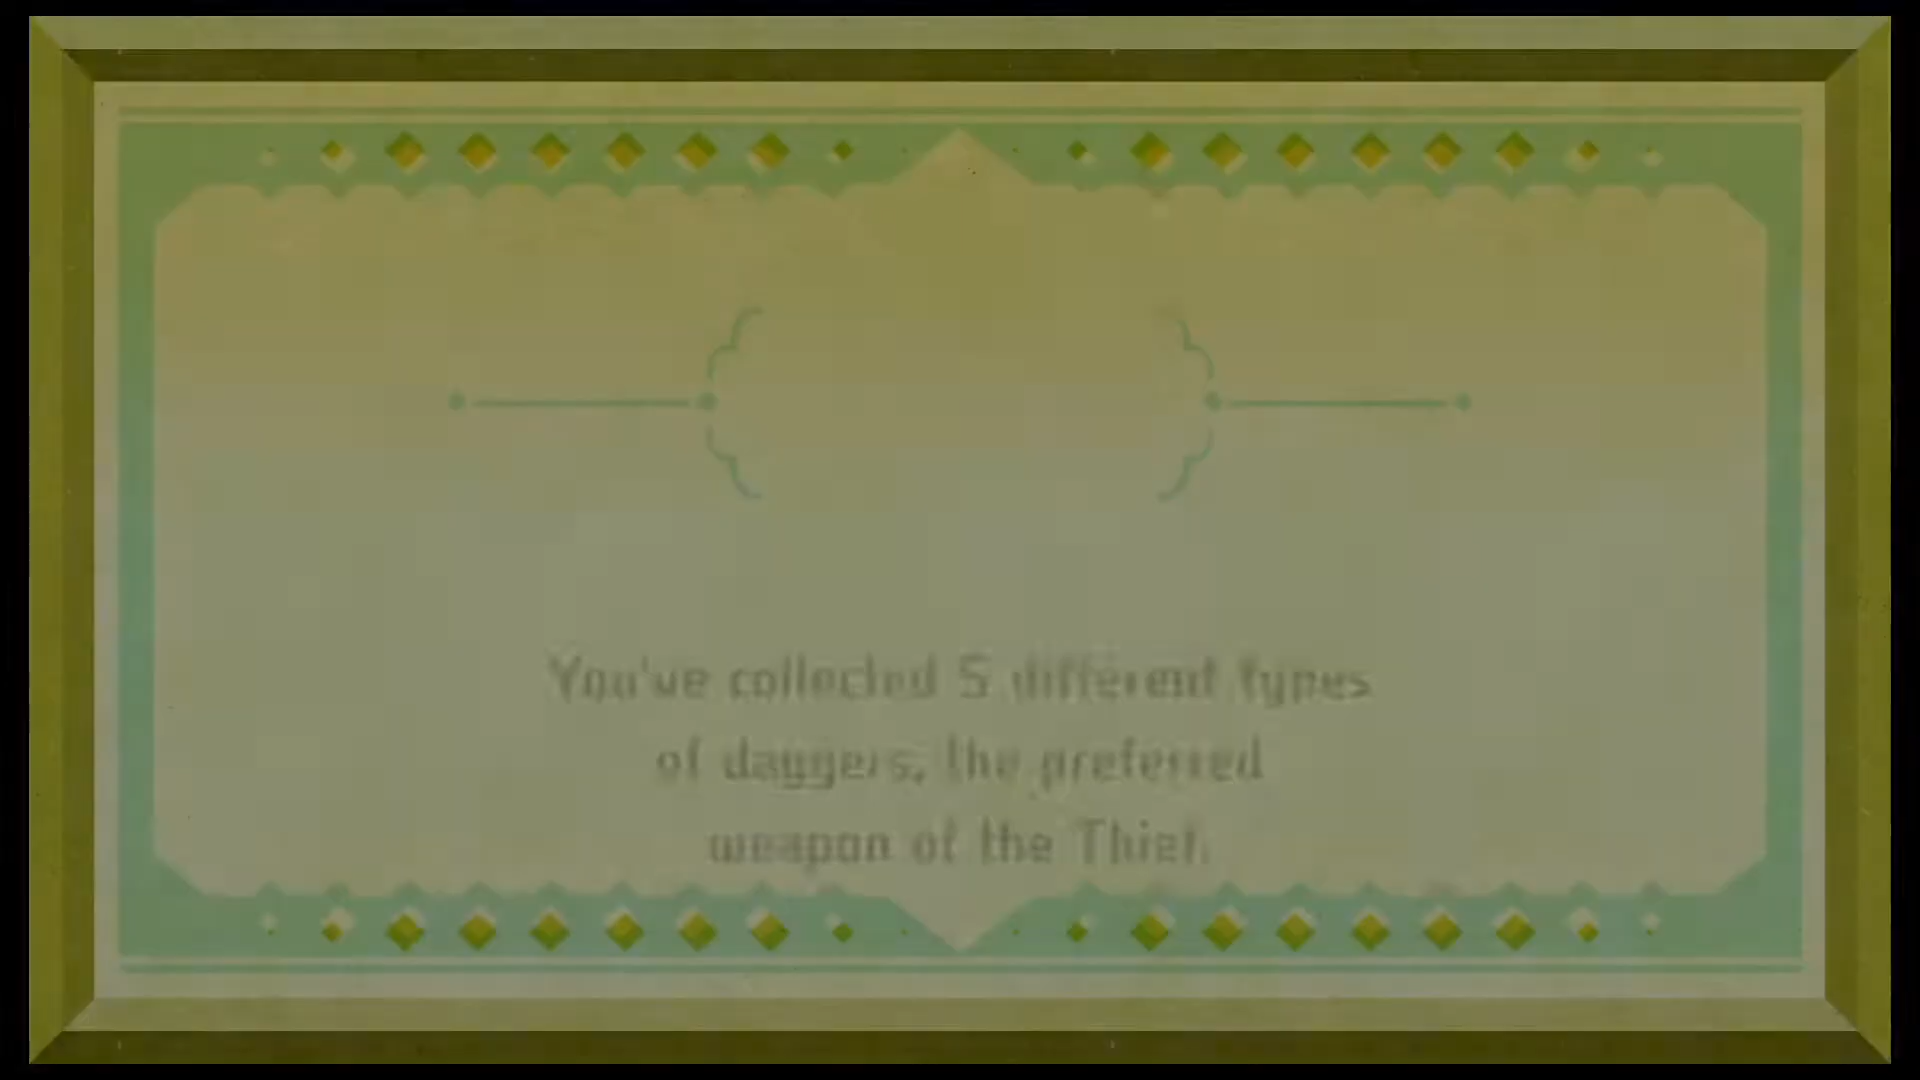 You've collected 5 different types
of daggers, the preferred
weapon of the Thief.